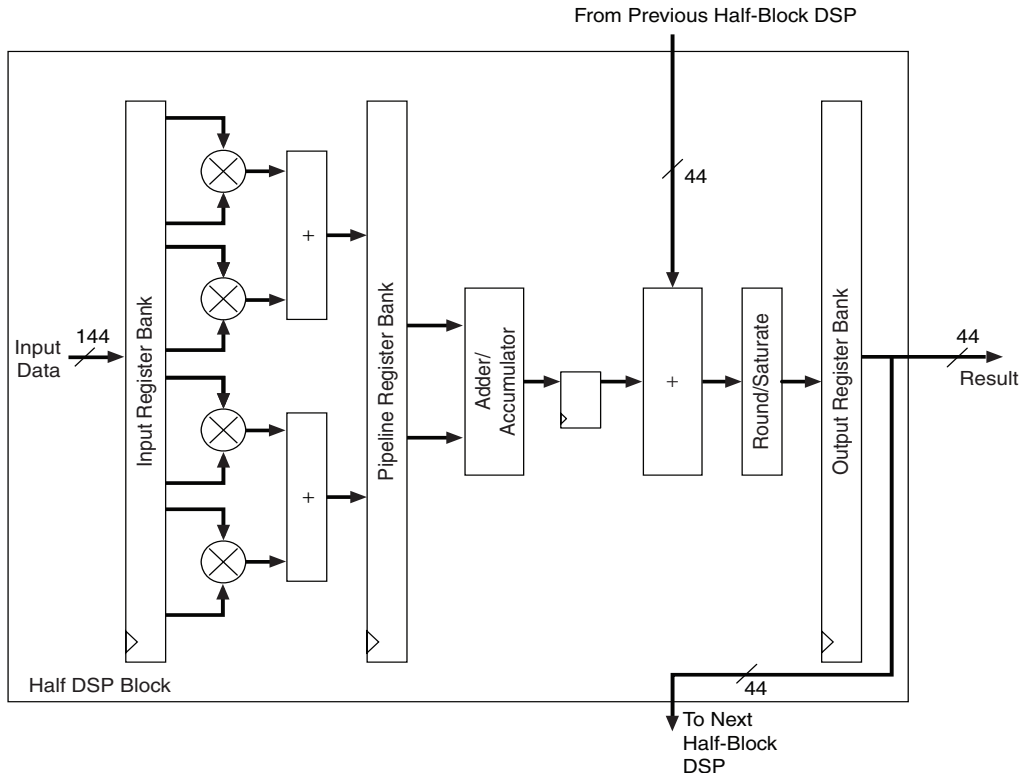 From Previous Half-Block DSP
44
+
144
Input
Data
Input Register Bank
Pipeline Register Bank
Adder/
Accumulator
+
Round/Saturate
Output Register Bank
44
Result
+
Half DSP Block
44
To Next
Half-Block
DSP